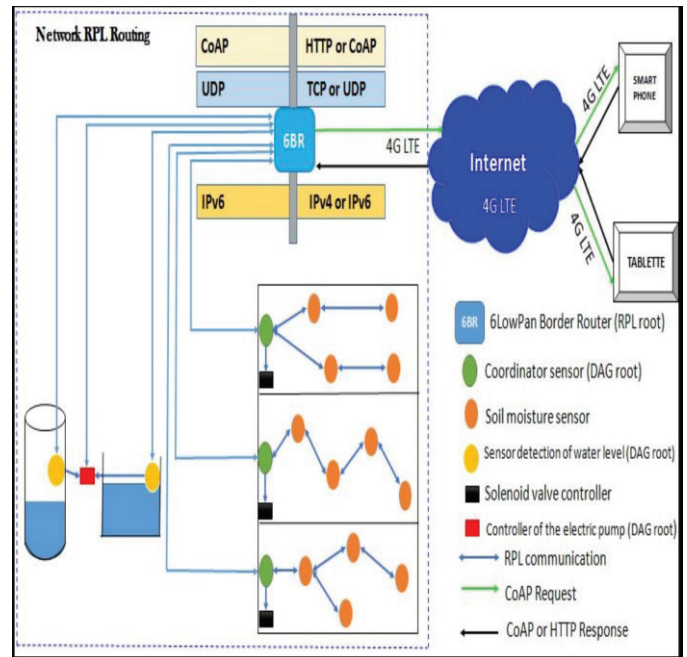 Network RPL Routing
CoAP
HTTP or CoAP
UDP
TCP or UDP
6BR
IPv6
IPv4 or IPv6
4G LTE
Internet
4G LTE
4G LTE
4G LTE
SMART
PHONE
TABLETTE
6BR
6LowPan Border Router (RPL root)
Coordinator sensor (DAG root)
Soil moisture sensor
Sensor detection of water level (DAG root)
Solenoid valve controller
Controller of the electric pump (DAG root)
RPL communication
CoAP Request
CoAP or HTTP Response